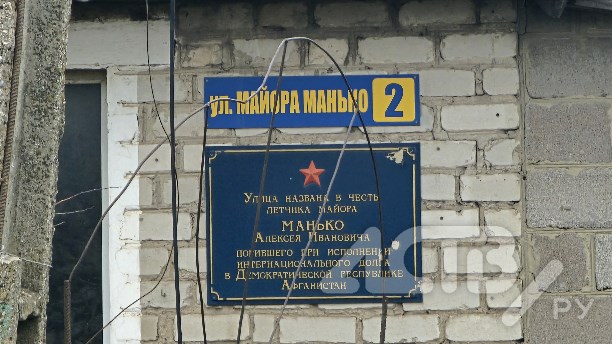 УЛ. МАЙОРА МАНЬКО 2
Улица названа в честь
летчика майора
МАНЬКО
Алексея Ивановича
погибшего при исполнении
интернационального долга
в Демократической республике
Афганистан
.РУ